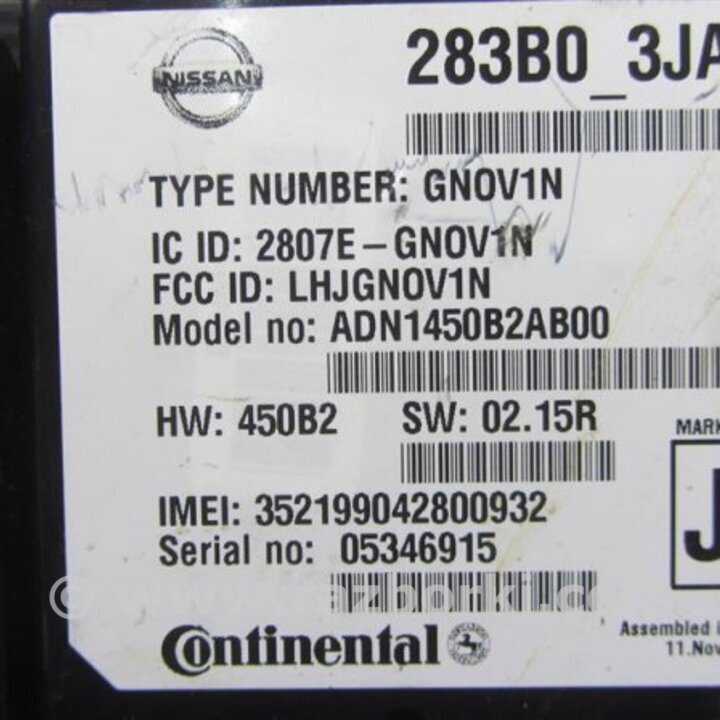 NISSAN
283B0_3JA
TYPE NUMBER: GNOV1N
IC ID: 2807E-GNOV1N
FCC ID: LHJGNOV1N
Model no: ADN1450B2AB00
HW: 450B2 SW: 02.15R
MARK
J
IMEI: 352199042800932
Serial no: 05346915
Continental
Assembled i
11.Nov